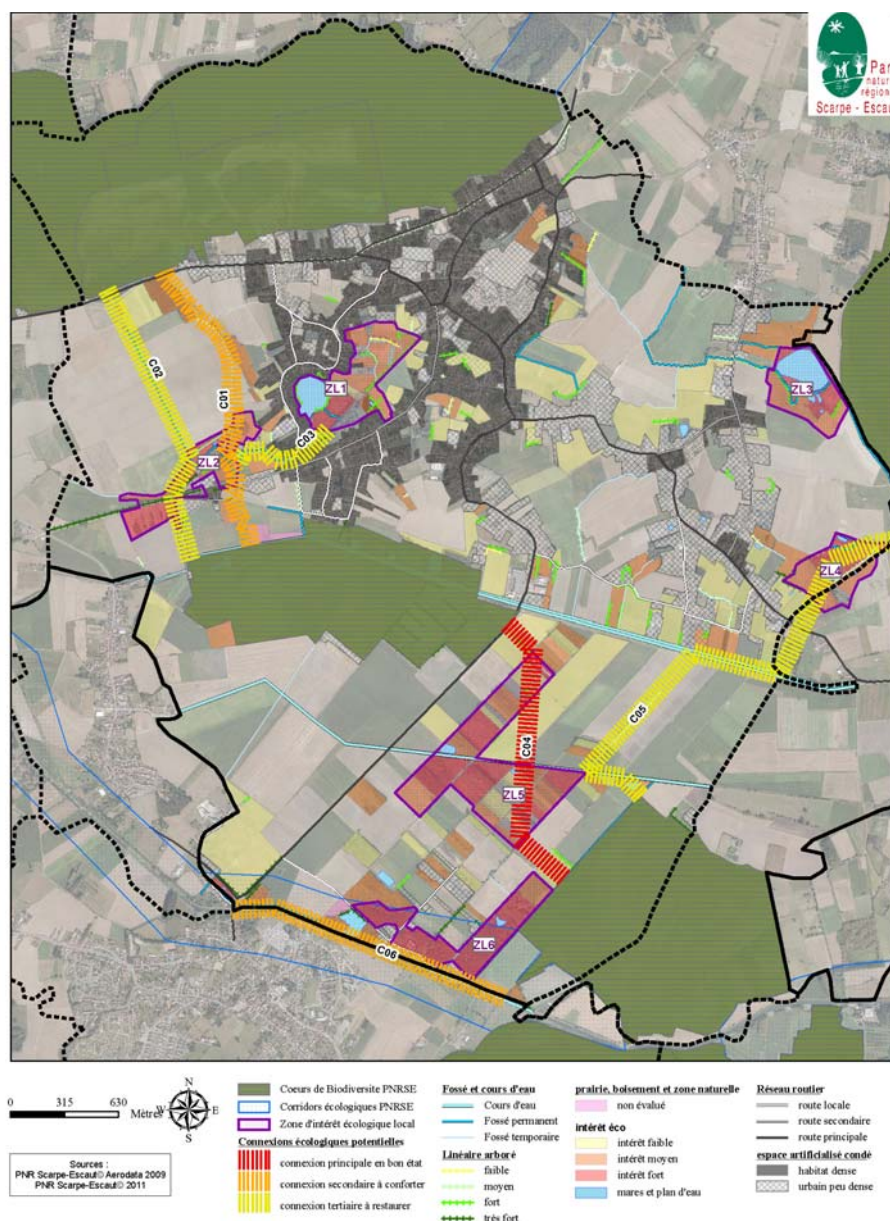 Par
nature
région
Scarpe - Escau
C02
C01
ZL1
C03
ZL2
ZL3
ZL4
C04
C05
ZL5
ZL6
C06
0 315 630
Mètres
N
W E
S
Sources :
PNR Scarpe-Escaut© Aerodata 2009
PNR Scarpe-Escaut© 2011
Coeurs de Biodiversite PNRSE
Corridors écologiques PNRSE
Zone d'intérêt écologique local
Connexions écologiques potentielles
connexion principale en bon état
connexion secondaire à conforter
connexion tertiaire à restaurer
Fossé et cours d'eau
Cours d'eau
Fossé permanent
Fossé temporaire
Linéaire arboré
faible
moyen
fort
trés fort
prairie, boisement et zone naturelle
non évalué
intérêt éco
intérêt faible
intérêt moyen
intérêt fort
mares et plan d'eau
Réseau routier
route locale
route secondaire
route principale
espace artificialisé condé
habitat dense
urbain peu dense